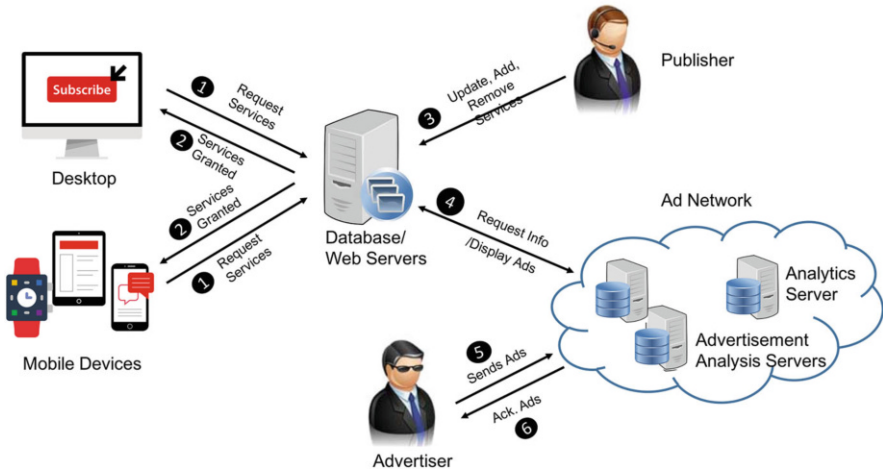 Subscribe
Desktop
1
Request
Services
2
Services
Granted
2
Services
Granted
1
Request
Services
Mobile Devices
Database/
Web Servers
3
Update, Add,
Remove
Services
Publisher
4
Request Info
/Display Ads
Ad Network
Analytics
Server
Advertisement
Analysis Servers
5
Sends Ads
Ack. Ads
6
Advertiser